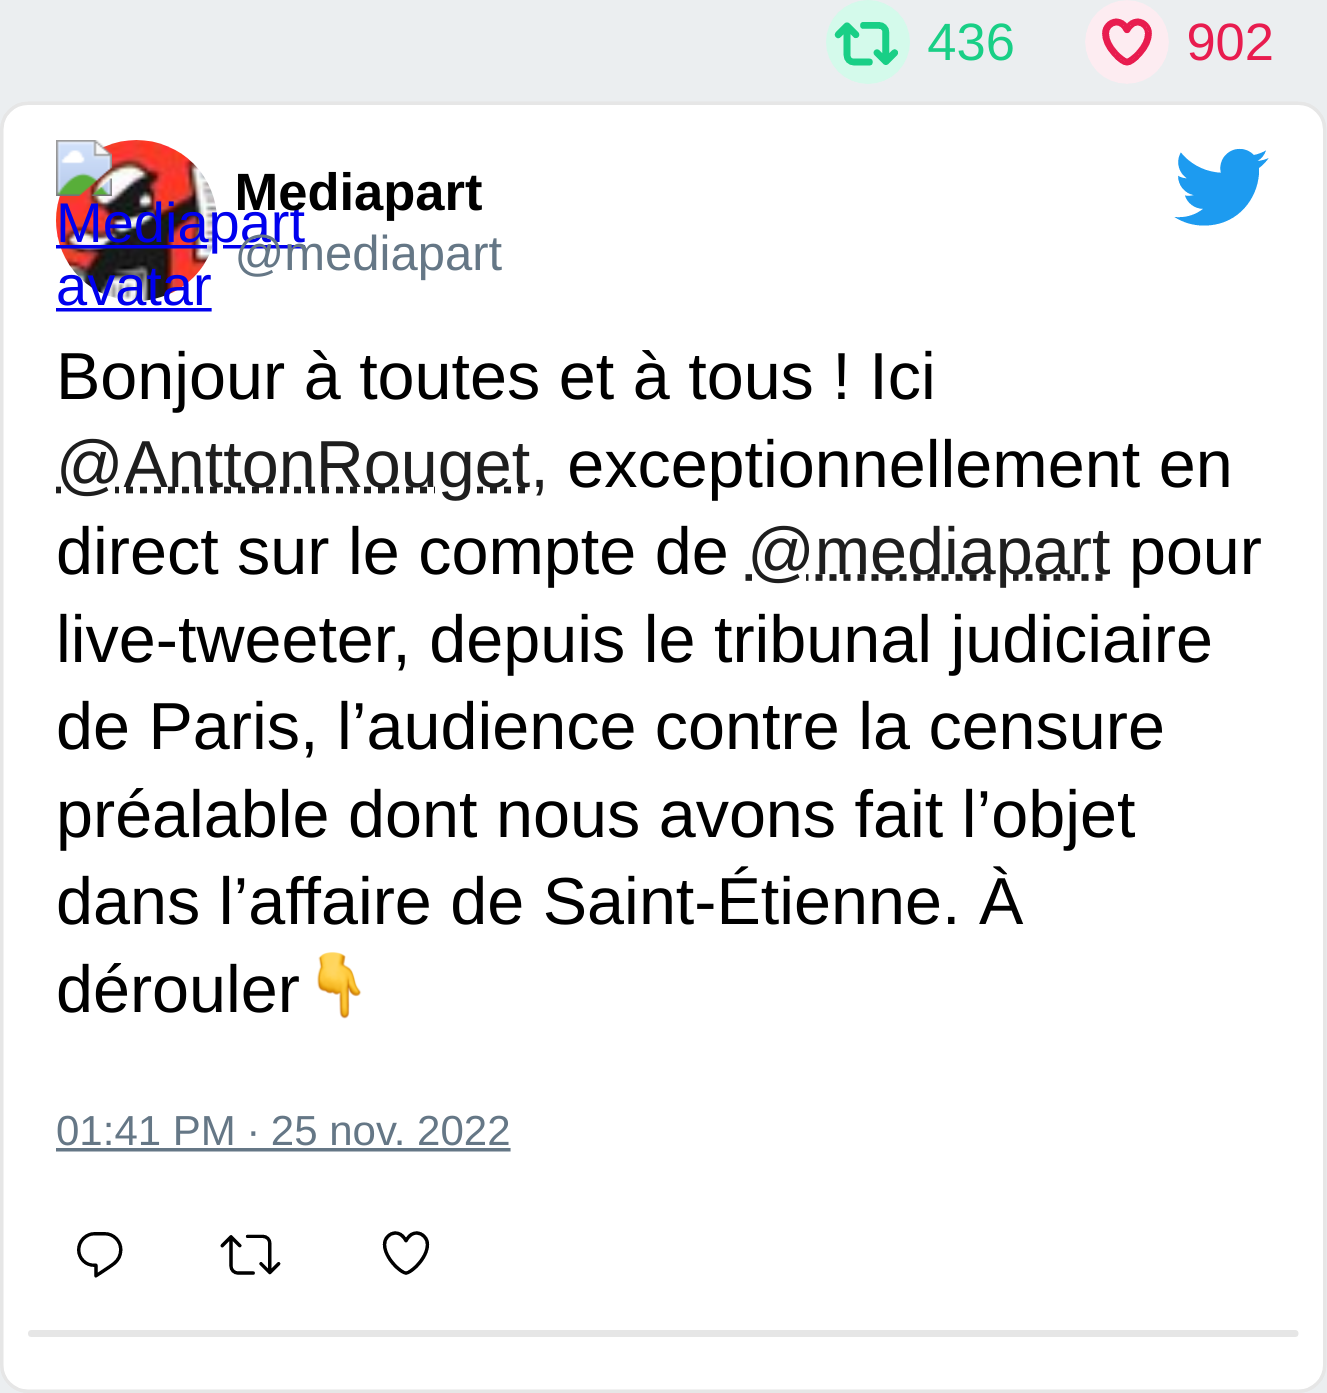 436 902
Mediapart
Mediapart
@mediapart
avatar
Bonjour à toutes et à tous ! Ici
@AnttonRouget, exceptionnellement en
direct sur le compte de @mediapart pour
live-tweeter, depuis le tribunal judiciaire
de Paris, l’audience contre la censure
préalable dont nous avons fait l’objet
dans l’affaire de Saint-Étienne. À
dérouler👇
01:41 PM · 25 nov. 2022